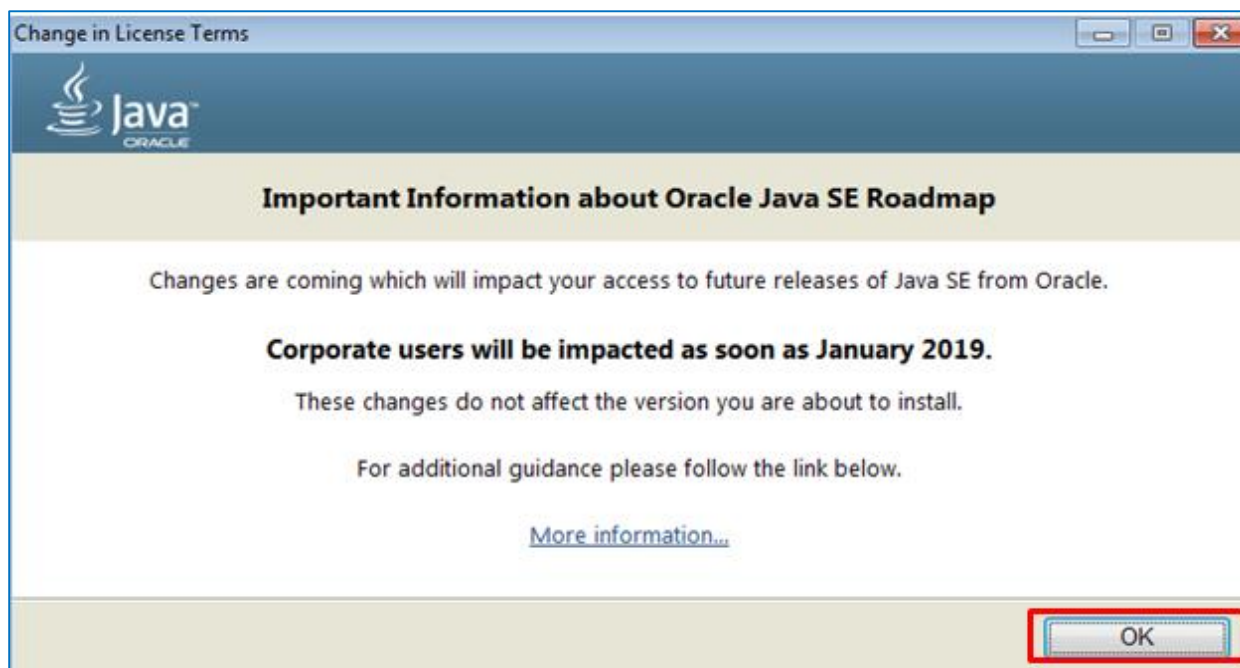 Change in License Terms
Java™
ORACLE
Important Information about Oracle Java SE Roadmap
Changes are coming which will impact your access to future releases of Java SE from Oracle.
Corporate users will be impacted as soon as January 2019.
These changes do not affect the version you are about to install.
For additional guidance please follow the link below.
More information...
OK